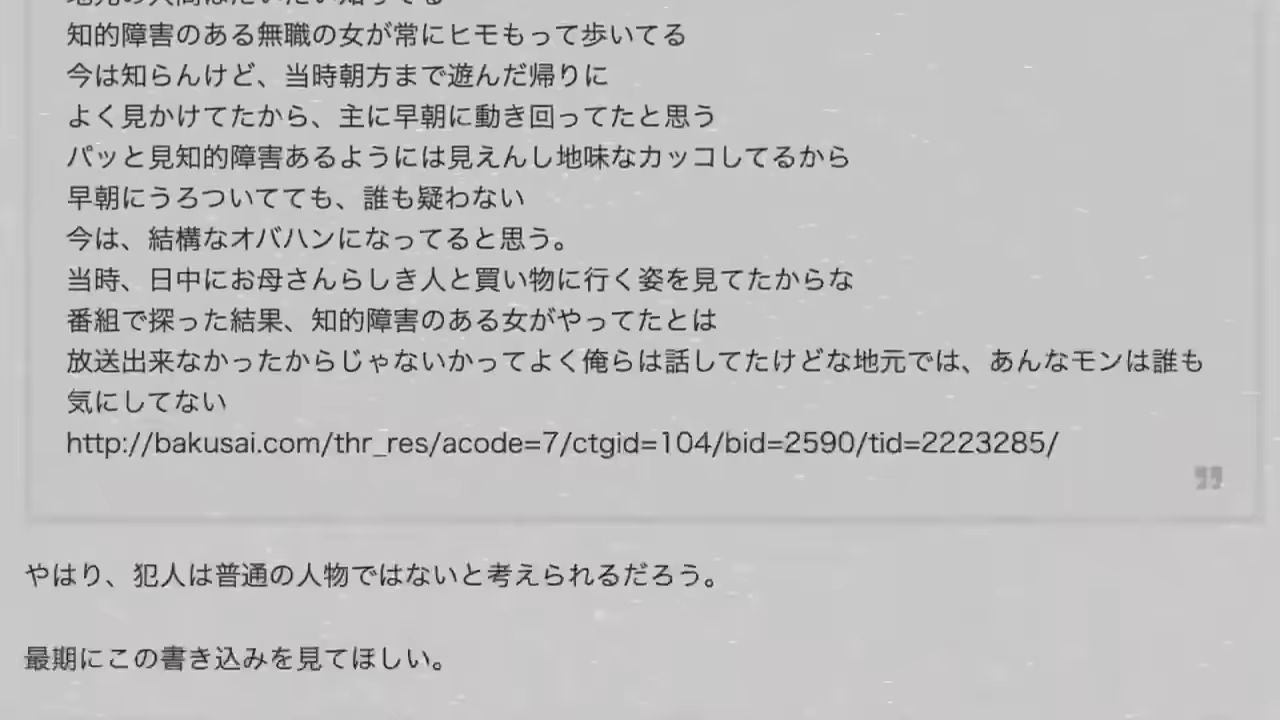 知的障害のある無職の女が常にヒモもって歩いてる
今は知らんけど、当時朝方まで遊んだ帰りに
よく見かけてたから、主に早朝に動き回ってたと思う
パッと見知的障害あるようには見えんし地味なカッコしてるから
早朝にうろついてても、誰も疑わない
今は、結構なオバハンになってると思う。
当時、日中にお母さんらしき人と買い物に行く姿を見てたからな
番組で探った結果、知的障害のある女がやってたとは
放送出来なかったからじゃないかってよく俺らは話してたけどな地元では、あんなモンは誰も
気にしてない
http://bakusai.com/thr_res/acode=7/ctgid=104/bid=2590/tid=2223285/
やはり、犯人は普通の人物ではないと考えられるだろう。
最期にこの書き込みを見てほしい。